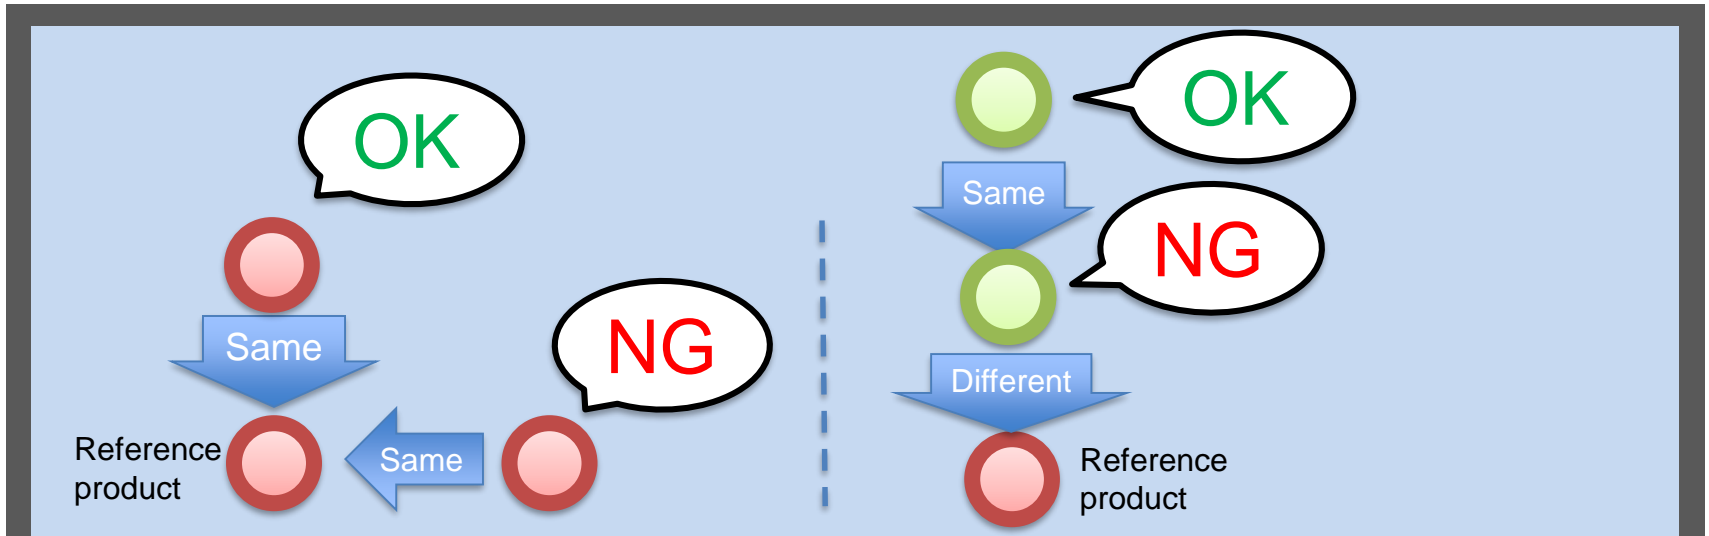 OK
Same
NG
Reference
product
Same
OK
Same
NG
Different
Reference
product